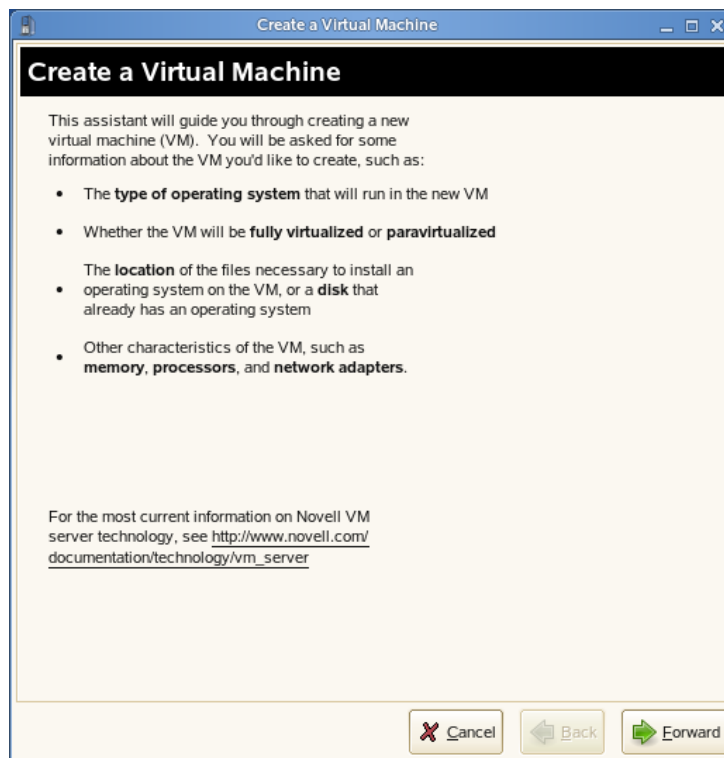 Create a Virtual Machine
Create a Virtual Machine
This assistant will guide you through creating a new
virtual machine (VM). You will be asked for some
information about the VM you'd like to create, such as:
• The type of operating system that will run in the new VM
• Whether the VM will be fully virtualized or paravirtualized
The location of the files necessary to install an
• operating system on the VM, or a disk that
already has an operating system
Other characteristics of the VM, such as
• memory, processors, and network adapters.
For the most current information on Novell VM
server technology, see http://www.novell.com/
documentation/technology/vm_server
Cancel Back Forward